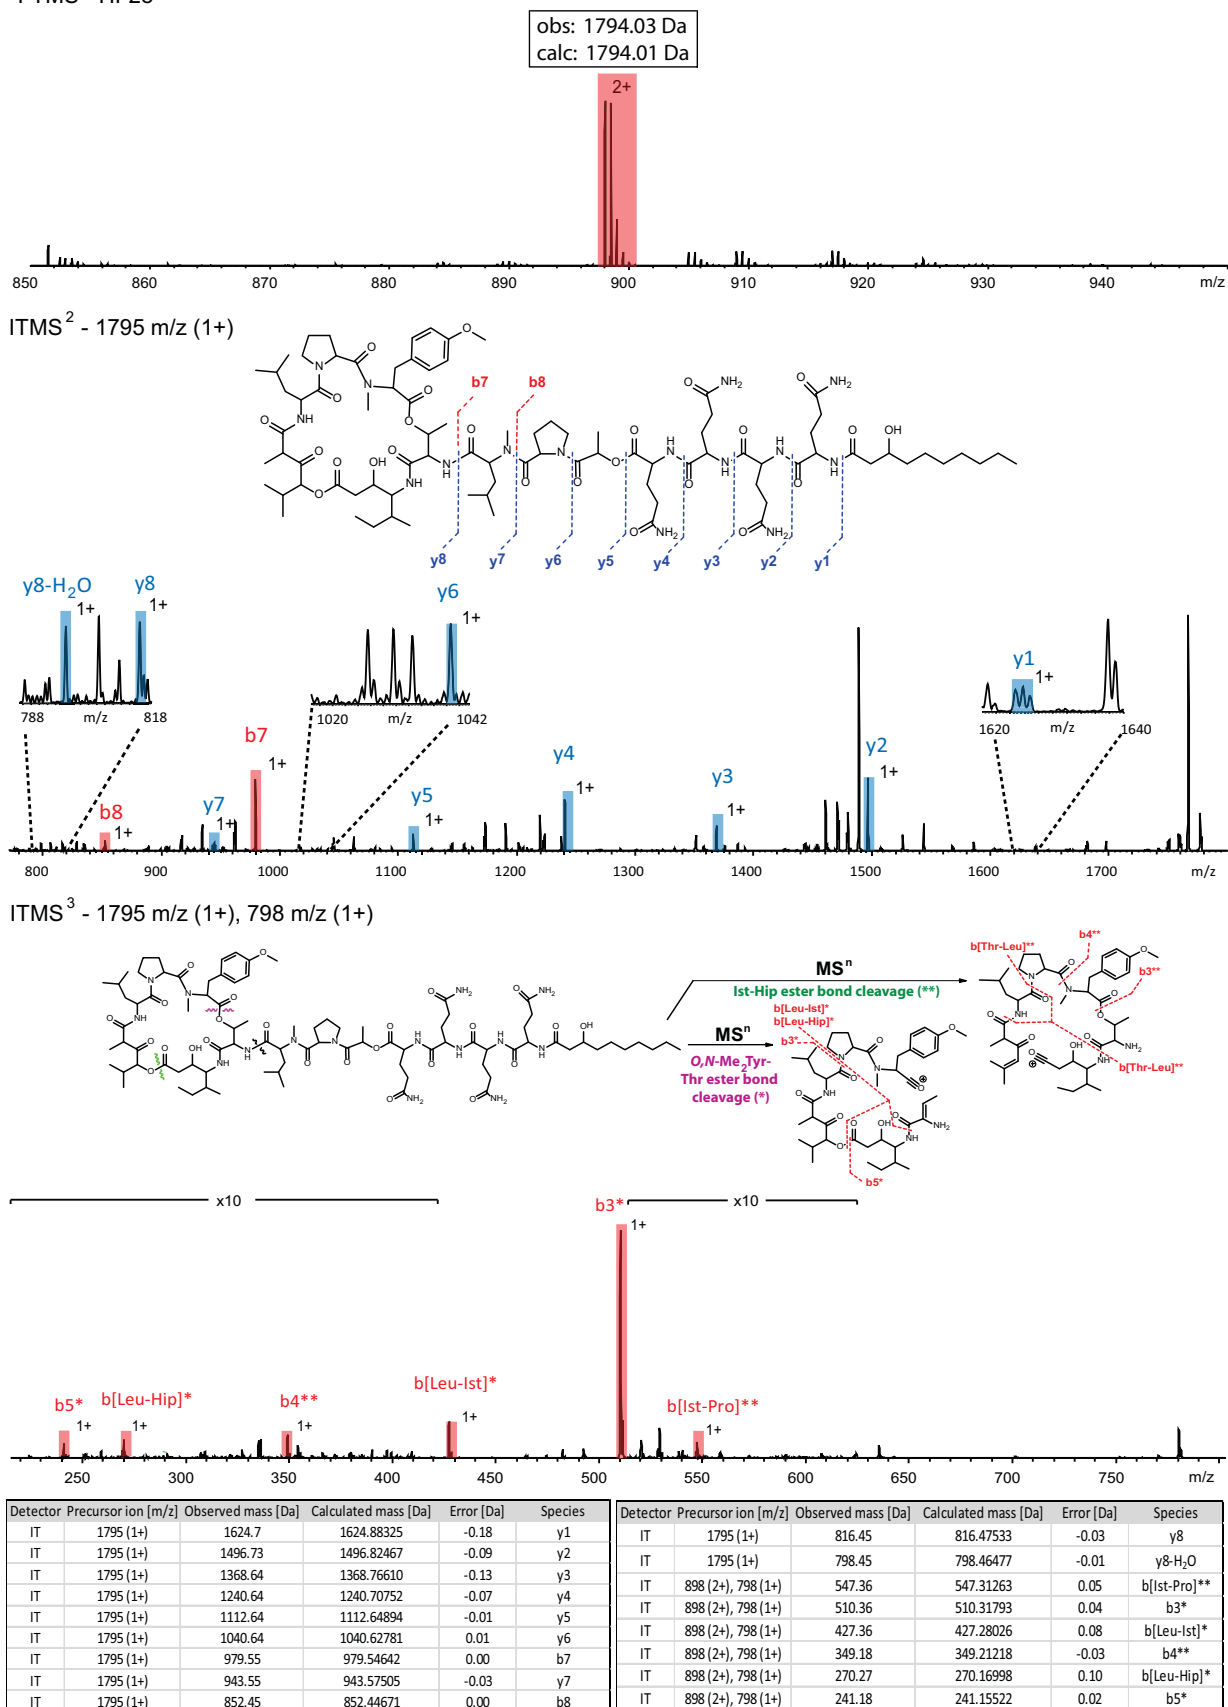 obs: 1794.03 Da
calc: 1794.01 Da
2+
850 860 870 880 890 900 910 920 930 940 m/z
ITMS2 - 1795 m/z (1+)
b7 b8
y8 y7 y6 y5 y4 y3 y2 y1
y8-H2O y8
1+ 1+
788 m/z 818
y6
1+
1020 m/z 1042
y1
1+
1620 m/z 1640
b8
1+
y7
1+
b7
1+
y5
1+
y4
1+
y3
1+
y2
1+
800 900 1000 1100 1200 1300 1400 1500 1600 1700 m/z
ITMS3 - 1795 m/z (1+), 798 m/z (1+)
MSn
Ist-Hip ester bond cleavage (**)
MSn
O,N-Me2Tyr-
Thr ester bond
cleavage (*)
b[Leu-Ist]*
b[Leu-Hip]*
b3*
b5*
b[Thr-Leu]**
b4**
b3**
b[Thr-Leu]**
x10 x10
b5*
1+
b[Leu-Hip]*
1+
b4**
1+
b[Leu-Ist]*
1+
b3*
1+
b[Ist-Pro]**
1+
250 300 350 400 450 500 550 600 650 700 750 m/z
Detector Precursor ion [m/z] Observed mass [Da] Calculated mass [Da] Error [Da] Species
IT 1795 (1+) 1624.7 1624.88325 -0.18 y1
IT 1795 (1+) 1496.73 1496.82467 -0.09 y2
IT 1795 (1+) 1368.64 1368.76610 -0.13 y3
IT 1795 (1+) 1240.64 1240.70752 -0.07 y4
IT 1795 (1+) 1112.64 1112.64894 -0.01 y5
IT 1795 (1+) 1040.64 1040.62781 0.01 y6
IT 1795 (1+) 979.55 979.54642 0.00 b7
IT 1795 (1+) 943.55 943.57505 -0.03 y7
IT 1795 (1+) 852.45 852.44671 0.00 b8
Detector Precursor ion [m/z] Observed mass [Da] Calculated mass [Da] Error [Da] Species
IT 1795 (1+) 816.45 816.47533 -0.03 y8
IT 1795 (1+) 798.45 798.46477 -0.01 y8-H2O
IT 898 (2+), 798 (1+) 547.36 547.31263 0.05 b[Ist-Pro]**
IT 898 (2+), 798 (1+) 510.36 510.31793 0.04 b3*
IT 898 (2+), 798 (1+) 427.36 427.28026 0.08 b[Leu-Ist]*
IT 898 (2+), 798 (1+) 349.18 349.21218 -0.03 b4**
IT 898 (2+), 798 (1+) 270.27 270.16998 0.10 b[Leu-Hip]*
IT 898 (2+), 798 (1+) 241.18 241.15522 0.02 b5*